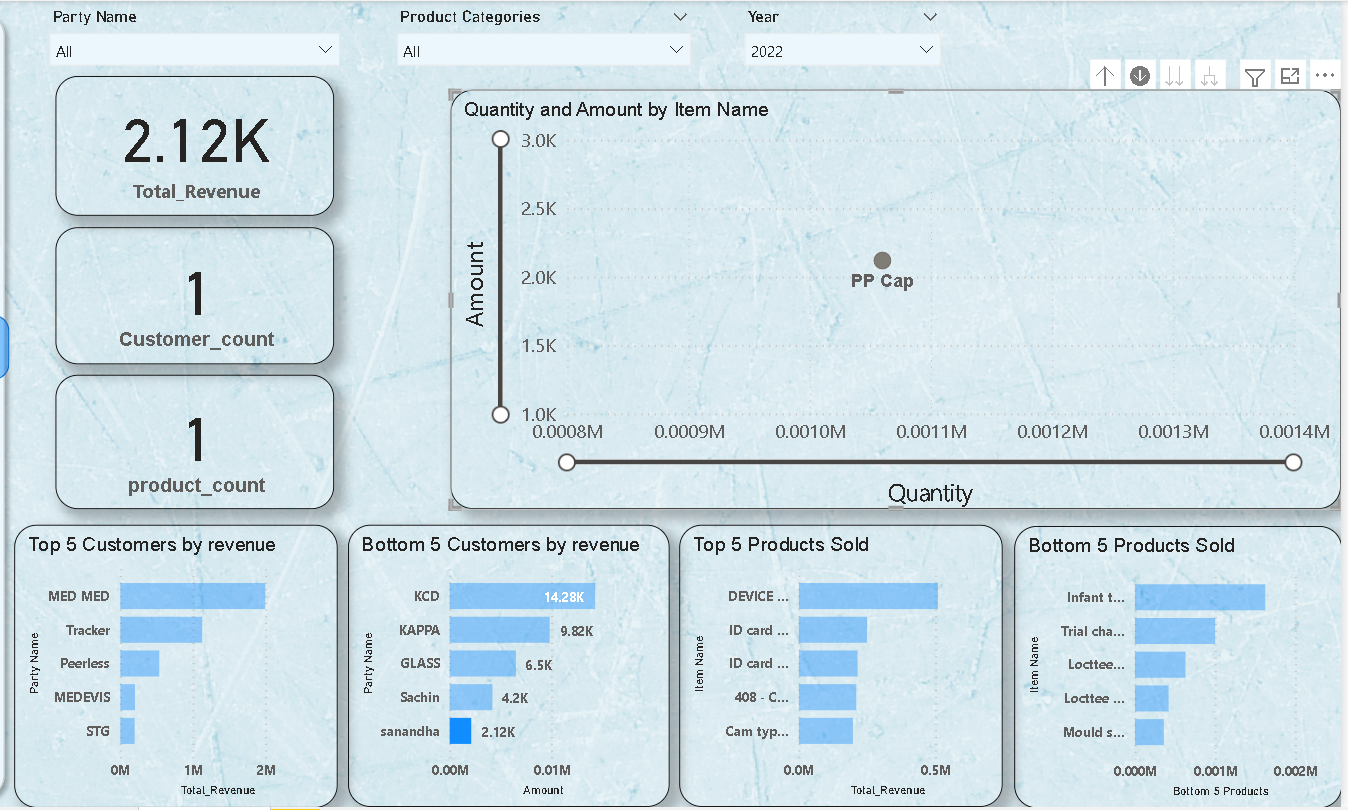 Party Name
All
Product Categories
All
Year
2022
2.12K
Total_Revenue
1
Customer_count
1
product_count
Quantity and Amount by Item Name
Amount
3.0K
2.5K
2.0K
1.5K
1.0K
PP Cap
0.0008M 0.0009M 0.0010M 0.0011M 0.0012M 0.0013M 0.0014M
Quantity
Top 5 Customers by revenue
Party Name
MED MED
Tracker
Peerless
MEDEVIS
STG
0M 1M 2M
Total_Revenue
Bottom 5 Customers by revenue
Party Name
KCD 14.28K
KAPPA 9.82K
GLASS 6.5K
Sachin 4.2K
sanandha 2.12K
0.00M 0.01M
Amount
Top 5 Products Sold
Item Name
DEVICE ...
ID card ...
ID card ...
408 - C...
Cam typ...
0.0M 0.5M
Total_Revenue
Bottom 5 Products Sold
Item Name
Infant t...
Trial cha...
Locttee...
Locttee ...
Mould s...
0.000M 0.001M 0.002M
Bottom 5 Products